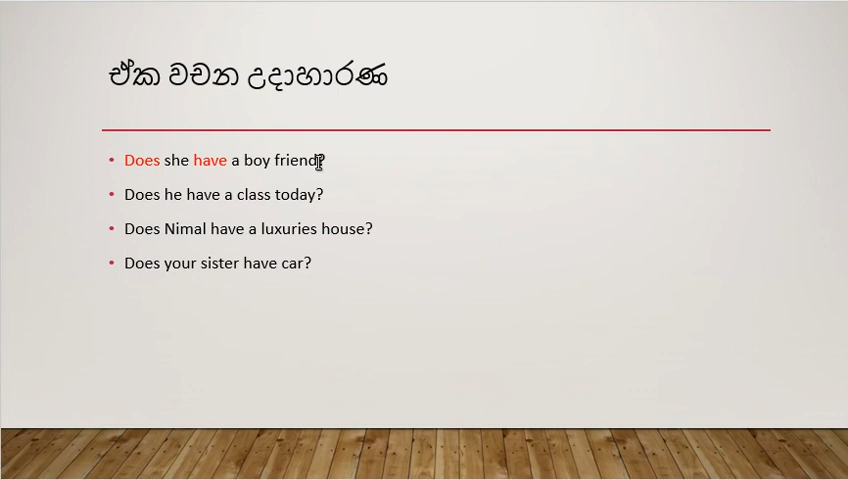 ඒක වචන උදාහාරණ
• Does she have a boy friend?
• Does he have a class today?
• Does Nimal have a luxuries house?
• Does your sister have car?